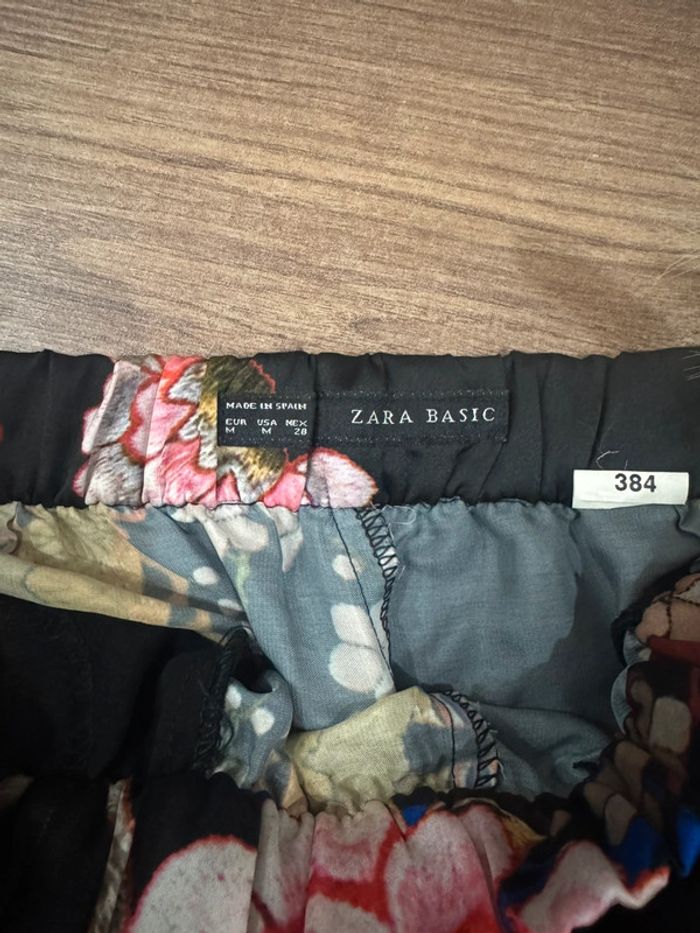 MADE IN SPAIN
EUR USA MEX
M M 28
ZARA BASIC
384